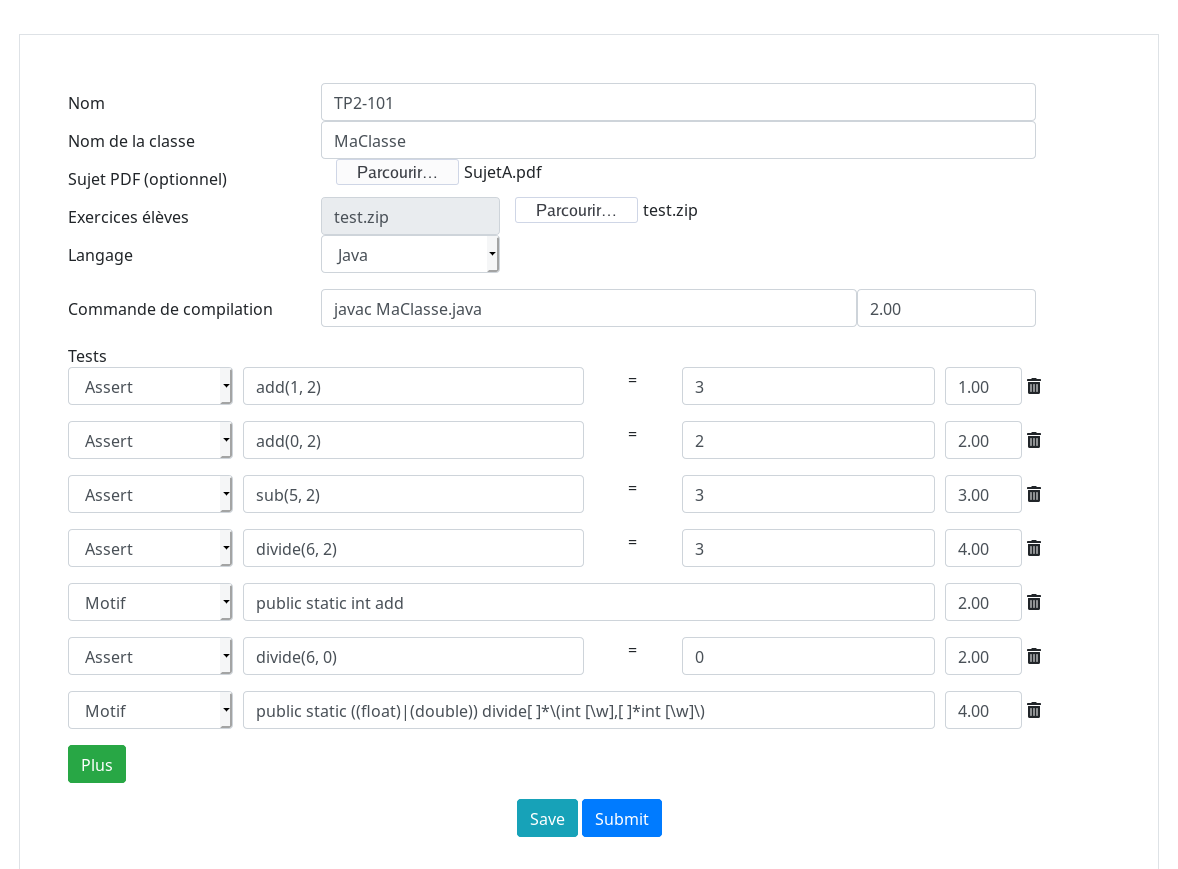 Nom TP2-101
Nom de la classe MaClasse
Sujet PDF (optionnel) Parcourir... SujetA.pdf
Exercices élèves test.zip Parcourir... test.zip
Langage Java
Commande de compilation javac MaClasse.java 2.00
Tests
Assert add(1, 2) = 3 1.00
Assert add(0, 2) = 2 2.00
Assert sub(5, 2) = 3 3.00
Assert divide(6, 2) = 3 4.00
Motif public static int add 2.00
Assert divide(6, 0) = 0 2.00
Motif public static ((float)|(double)) divide[ ]*\(int [\w],[ ]*int [\w]\) 4.00
Plus
Save Submit